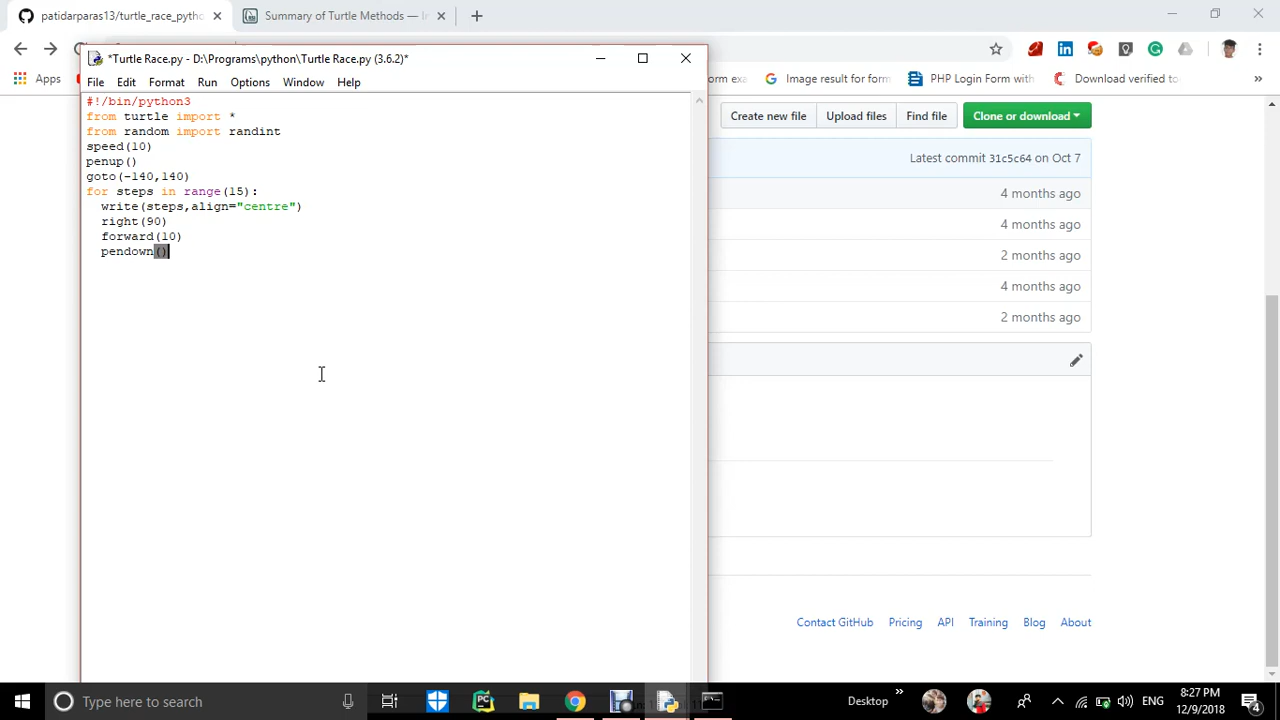 patidarparas13/turtle_race_pytho
Summary of Turtle Methods — I
*Turtle Race.py - D:\Programs\python\Turtle Race.py (3.6.2)*
Apps
orm exa
Image result for form
PHP Login Form with
Download verified to
»
File Edit Format Run Options Window Help
#!/bin/python3
from turtle import *
from random import randint
speed(10)
penup()
goto(-140,140)
for steps in range(15):
write(steps,align="centre")
right(90)
forward(10)
pendown()
Create new file
Upload files
Find file
Clone or download
Latest commit 31c5c64 on Oct 7
4 months ago
4 months ago
2 months ago
4 months ago
2 months ago
Contact GitHub Pricing API Training Blog About
Type here to search
PC
Desktop
»
ENG
8:27 PM
12/9/2018
4